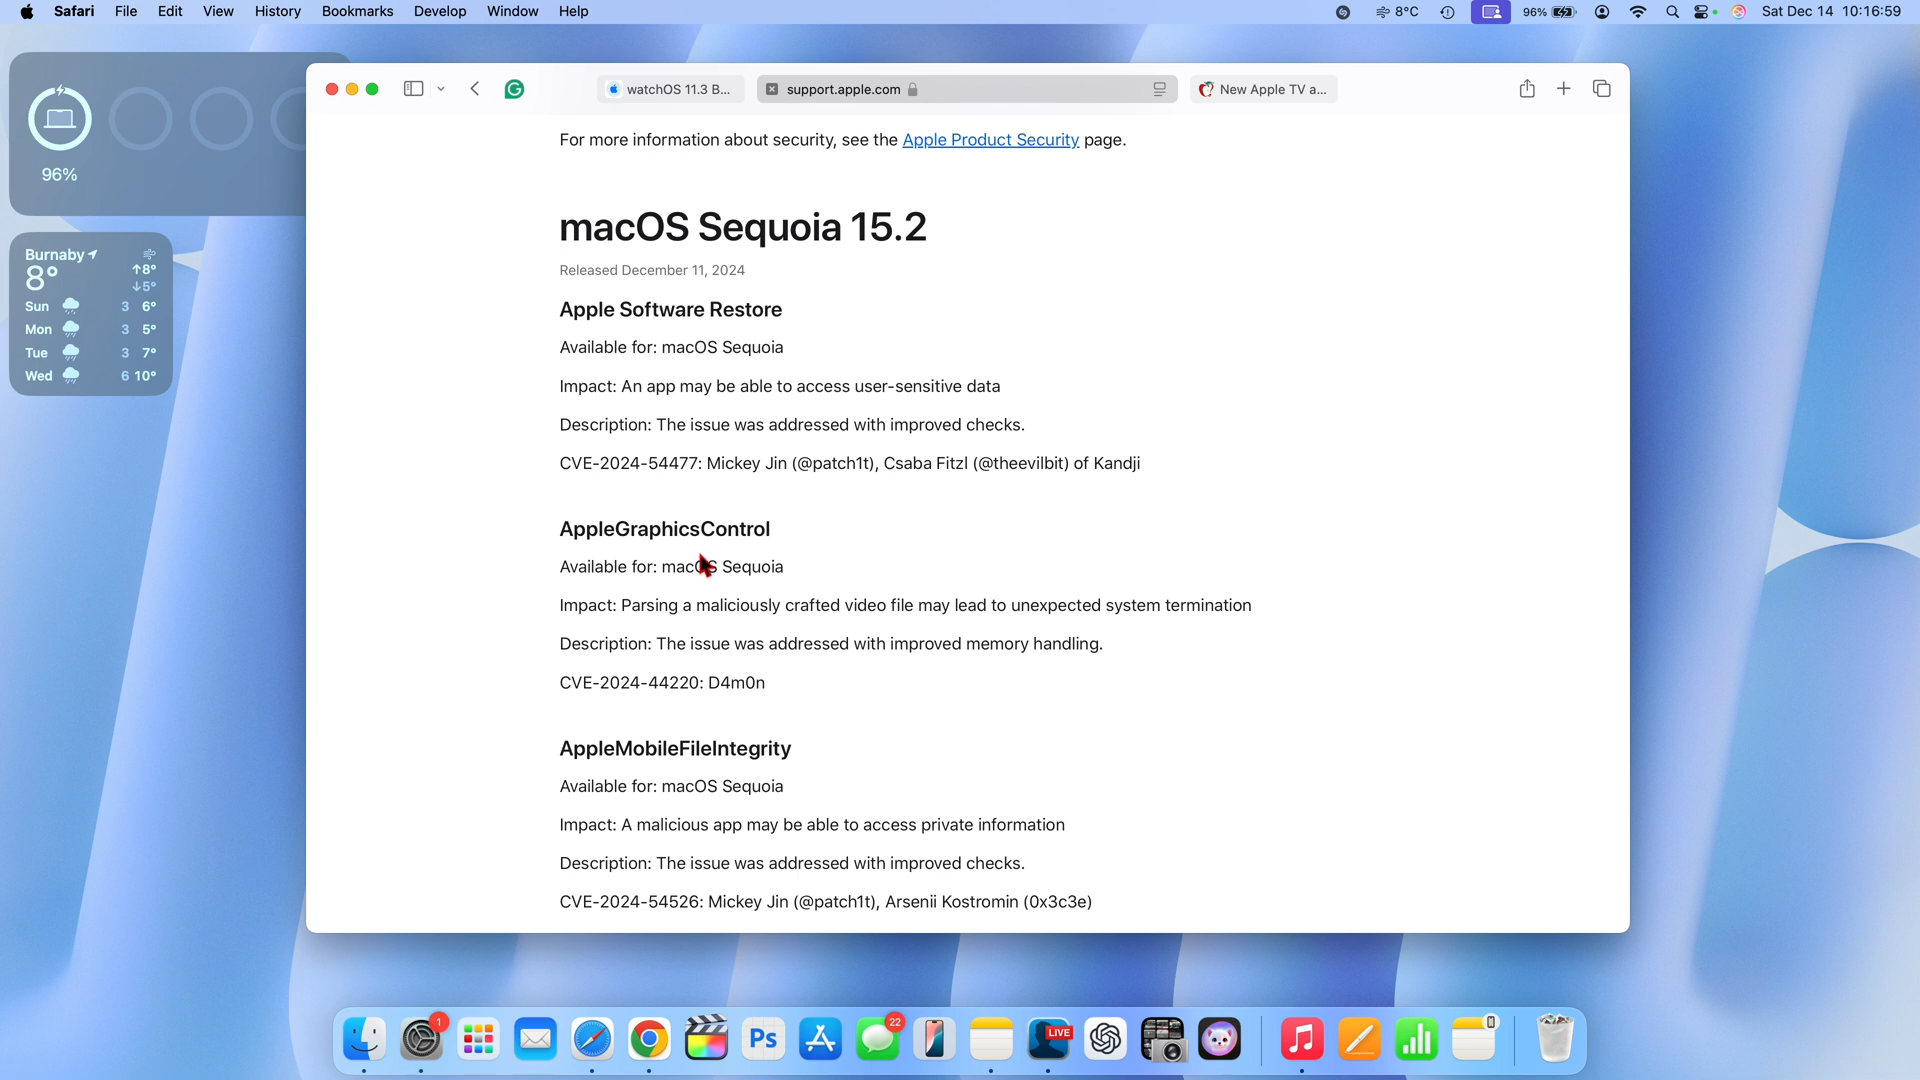 Safari File Edit View History Bookmarks Develop Window Help 8°C 96% Sat Dec 14 10:16:59
watchOS 11.3 B... support.apple.com New Apple TV a...
96%
Burnaby
8° ↑8°
↓5°
Sun 3 6°
Mon 3 5°
Tue 3 7°
Wed 6 10°
For more information about security, see the Apple Product Security page.
macOS Sequoia 15.2
Released December 11, 2024
Apple Software Restore
Available for: macOS Sequoia
Impact: An app may be able to access user-sensitive data
Description: The issue was addressed with improved checks.
CVE-2024-54477: Mickey Jin (@patch1t), Csaba Fitzl (@theevilbit) of Kandji
AppleGraphicsControl
Available for: macOS Sequoia
Impact: Parsing a maliciously crafted video file may lead to unexpected system termination
Description: The issue was addressed with improved memory handling.
CVE-2024-44220: D4m0n
AppleMobileFileIntegrity
Available for: macOS Sequoia
Impact: A malicious app may be able to access private information
Description: The issue was addressed with improved checks.
CVE-2024-54526: Mickey Jin (@patch1t), Arsenii Kostromin (0x3c3e)
1 Ps 22 LIVE